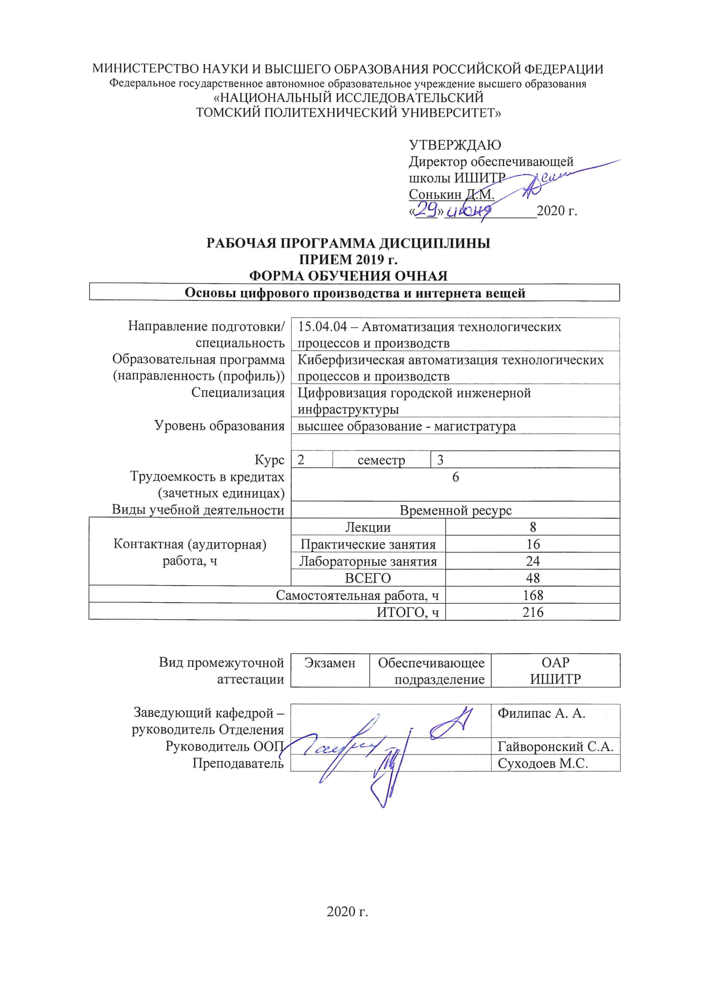 МИНИСТЕРСТВО НАУКИ И ВЫСШЕГО ОБРАЗОВАНИЯ РОССИЙСКОЙ ФЕДЕРАЦИИ
Федеральное государственное автономное образовательное учреждение высшего образования
«НАЦИОНАЛЬНЫЙ ИССЛЕДОВАТЕЛЬСКИЙ
ТОМСКИЙ ПОЛИТЕХНИЧЕСКИЙ УНИВЕРСИТЕТ»
УТВЕРЖДАЮ
Директор обеспечивающей
школы ИШИТР
Сонькин Д.М.
«29» июня 2020 г.
РАБОЧАЯ ПРОГРАММА ДИСЦИПЛИНЫ
ПРИЕМ 2019 г.
ФОРМА ОБУЧЕНИЯ ОЧНАЯ
Основы цифрового производства и интернета вещей
Направление подготовки/ 15.04.04 – Автоматизация технологических
специальность процессов и производств
Образовательная программа Киберфизическая автоматизация технологических
(направленность (профиль)) процессов и производств
Специализация Цифровизация городской инженерной
инфраструктуры
Уровень образования высшее образование - магистратура
Курс 2 семестр 3
Трудоемкость в кредитах 6
(зачетных единицах)
Виды учебной деятельности Временной ресурс
Лекции 8
Контактная (аудиторная) Практические занятия 16
работа, ч Лабораторные занятия 24
ВСЕГО 48
Самостоятельная работа, ч 168
ИТОГО, ч 216
Вид промежуточной Экзамен Обеспечивающее ОАР
аттестации подразделение ИШИТР
Заведующий кафедрой – Филипас А. А.
руководитель Отделения
Руководитель ООП Гайворонский С.А.
Преподаватель Суходоев М.С.
2020 г.